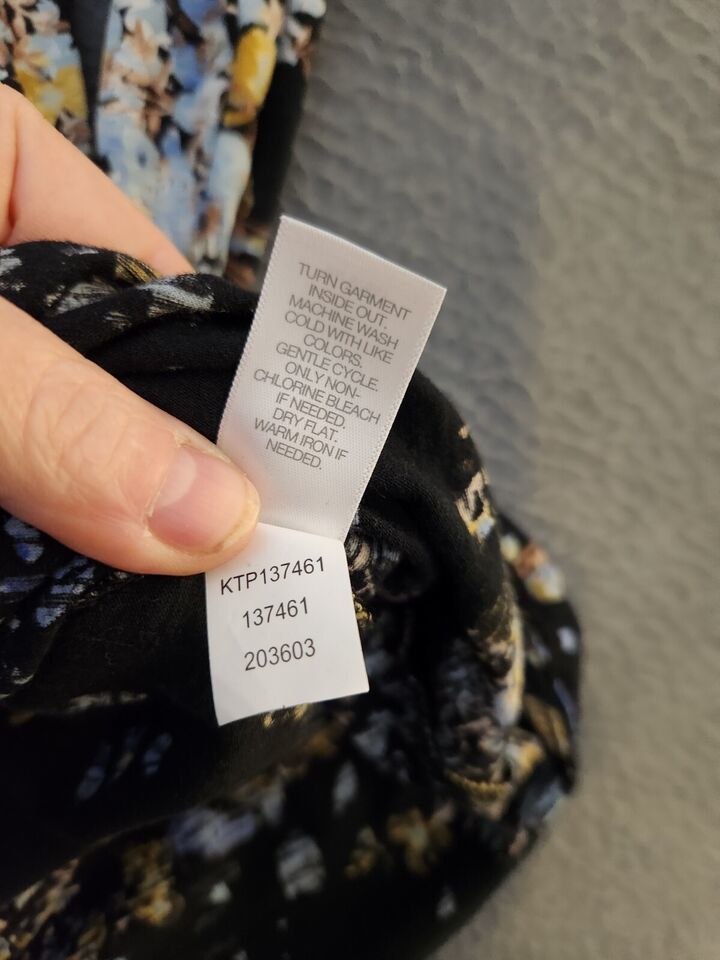 TURN GARMENT
INSIDE OUT.
MACHINE WASH
COLD WITH LIKE
COLORS.
GENTLE CYCLE.
ONLY NON-
CHLORINE BLEACH
IF NEEDED.
DRY FLAT.
WARM IRON IF
NEEDED.
KTP137461
137461
203603